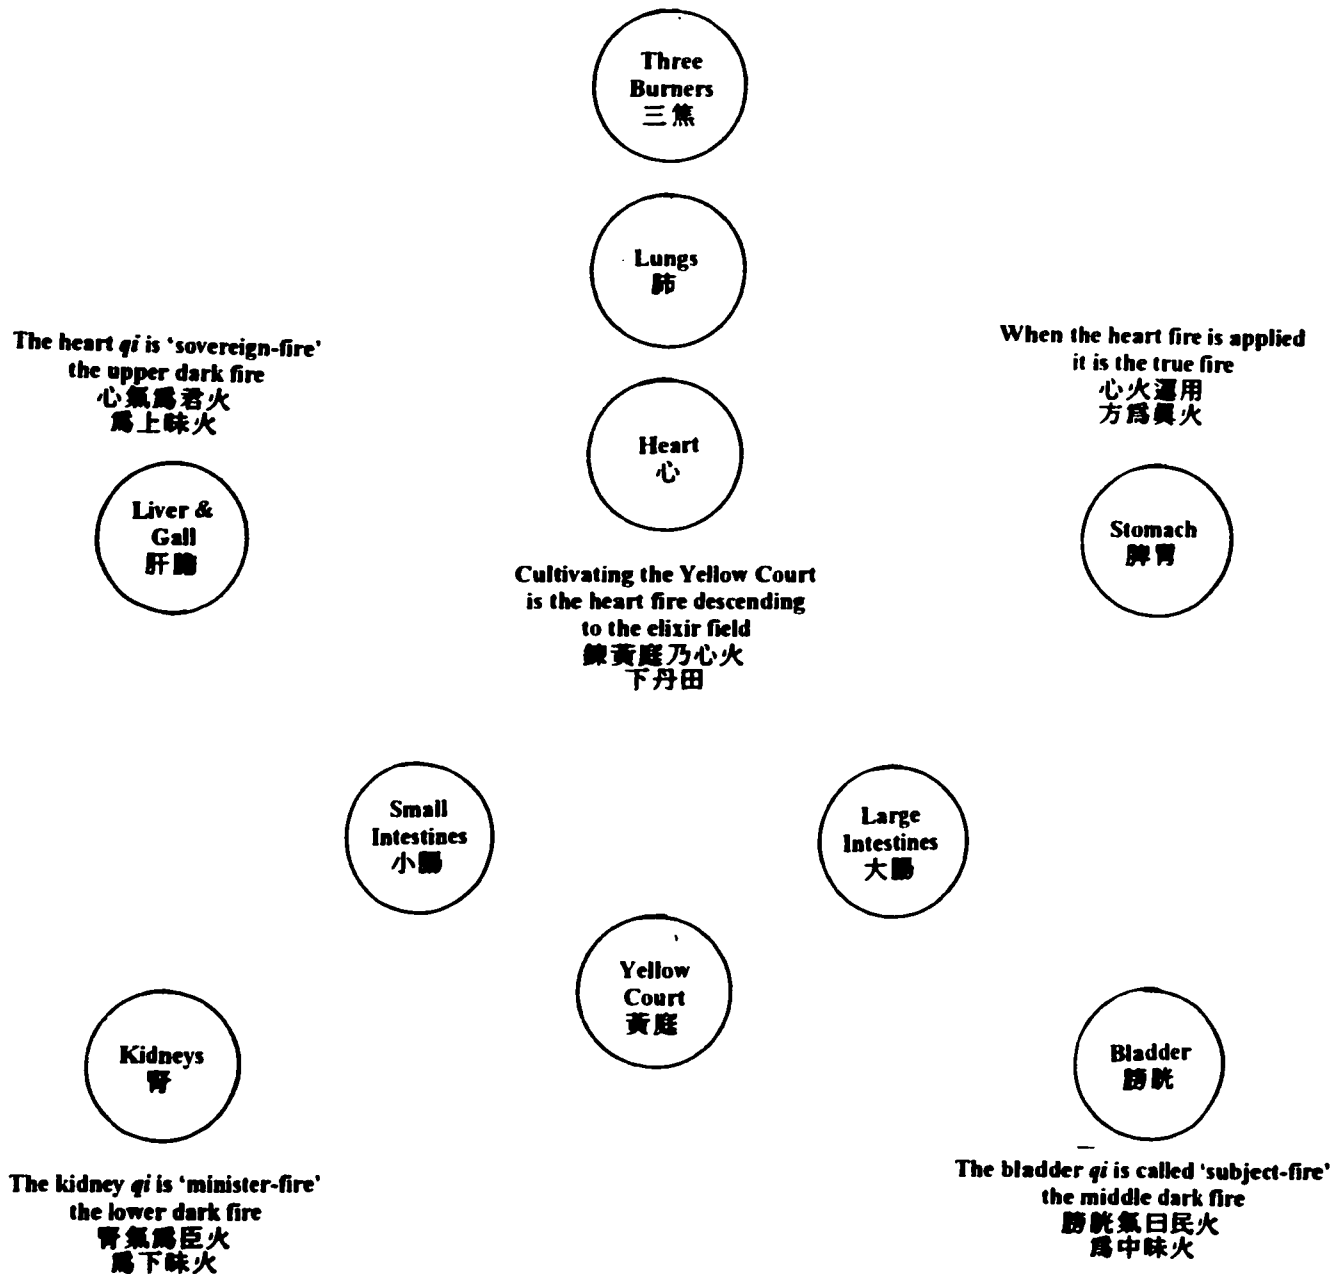 Three
Burners
三焦
Lungs
肺
The heart qi is ‘sovereign-fire’
the upper dark fire
心氣爲君火
爲上昧火
When the heart fire is applied
it is the true fire
心火運用
方爲眞火
Heart
心
Liver &
Gall
肝膽
Stomach
脾胃
Cultivating the Yellow Court
is the heart fire descending
to the elixir field
鍊黃庭乃心火
下丹田
Small
Intestines
小腸
Large
Intestines
大腸
Yellow
Court
黃庭
Kidneys
腎
Bladder
膀胱
The kidney qi is ‘minister-fire’
the lower dark fire
腎氣爲臣火
爲下昧火
The bladder qi is called ‘subject-fire’
the middle dark fire
膀胱氣曰民火
爲中昧火